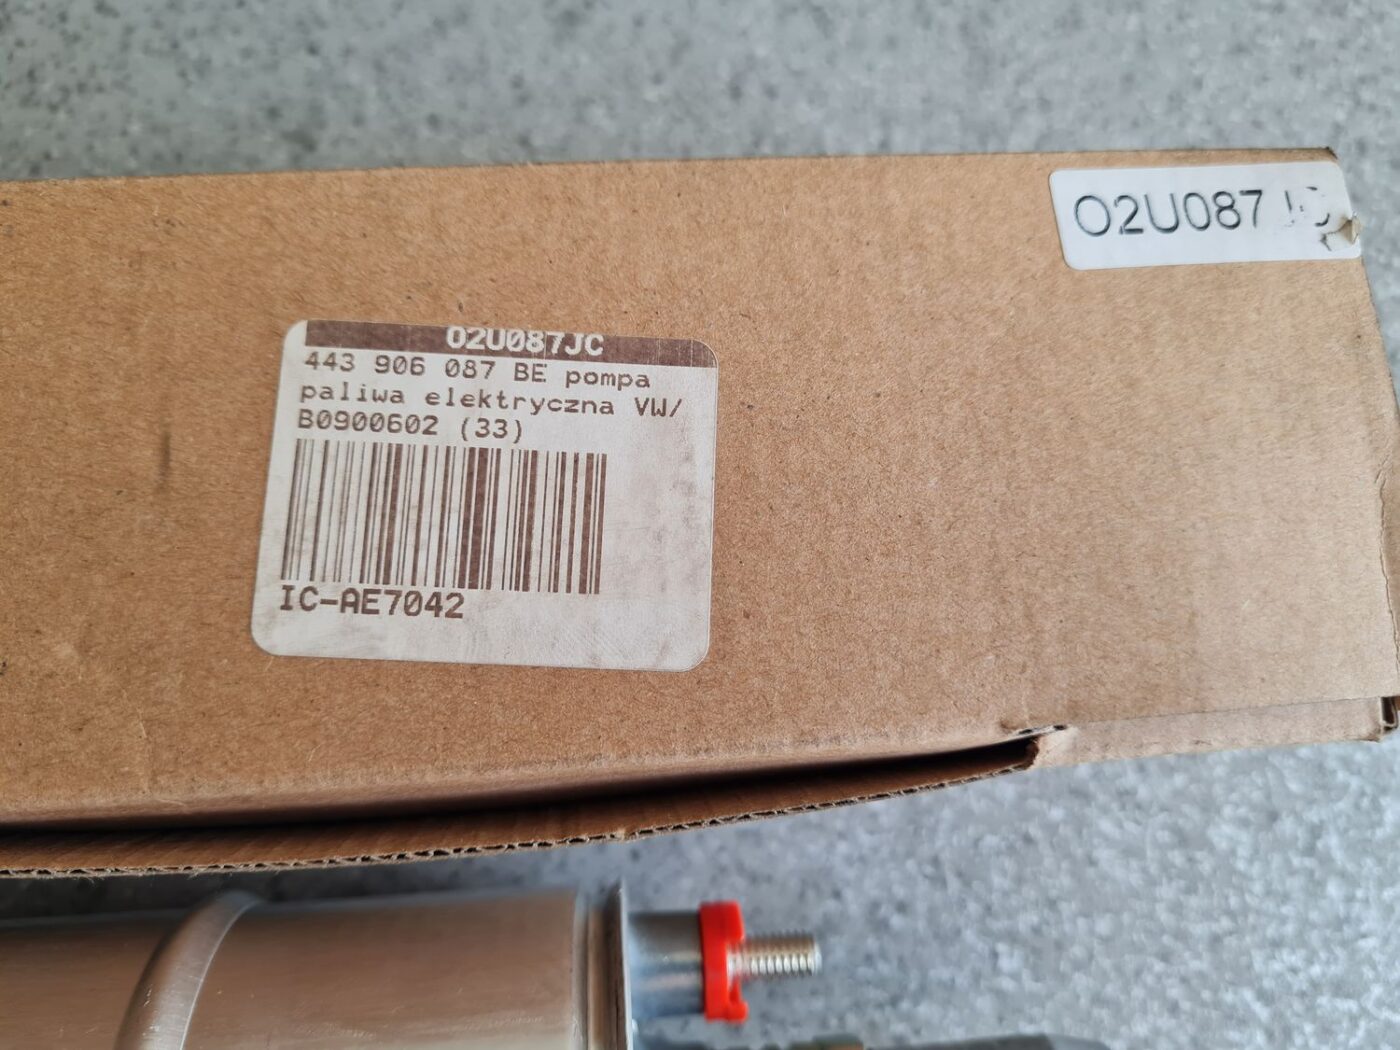 O2U087
O2U087JC
443 906 087 BE pompa
paliwa elektryczna VW/
B0900602 (33)
IC-AE7042